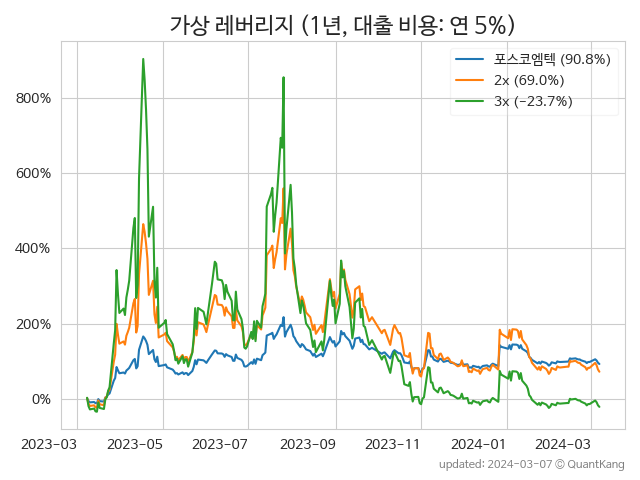 가상 레버리지 (1년, 대출 비용: 연 5%)
포스코엠텍 (90.8%)
2x (69.0%)
3x (−23.7%)
800%
600%
400%
200%
0%
2023-03 2023-05 2023-07 2023-09 2023-11 2024-01 2024-03
updated: 2024-03-07 © QuantKang